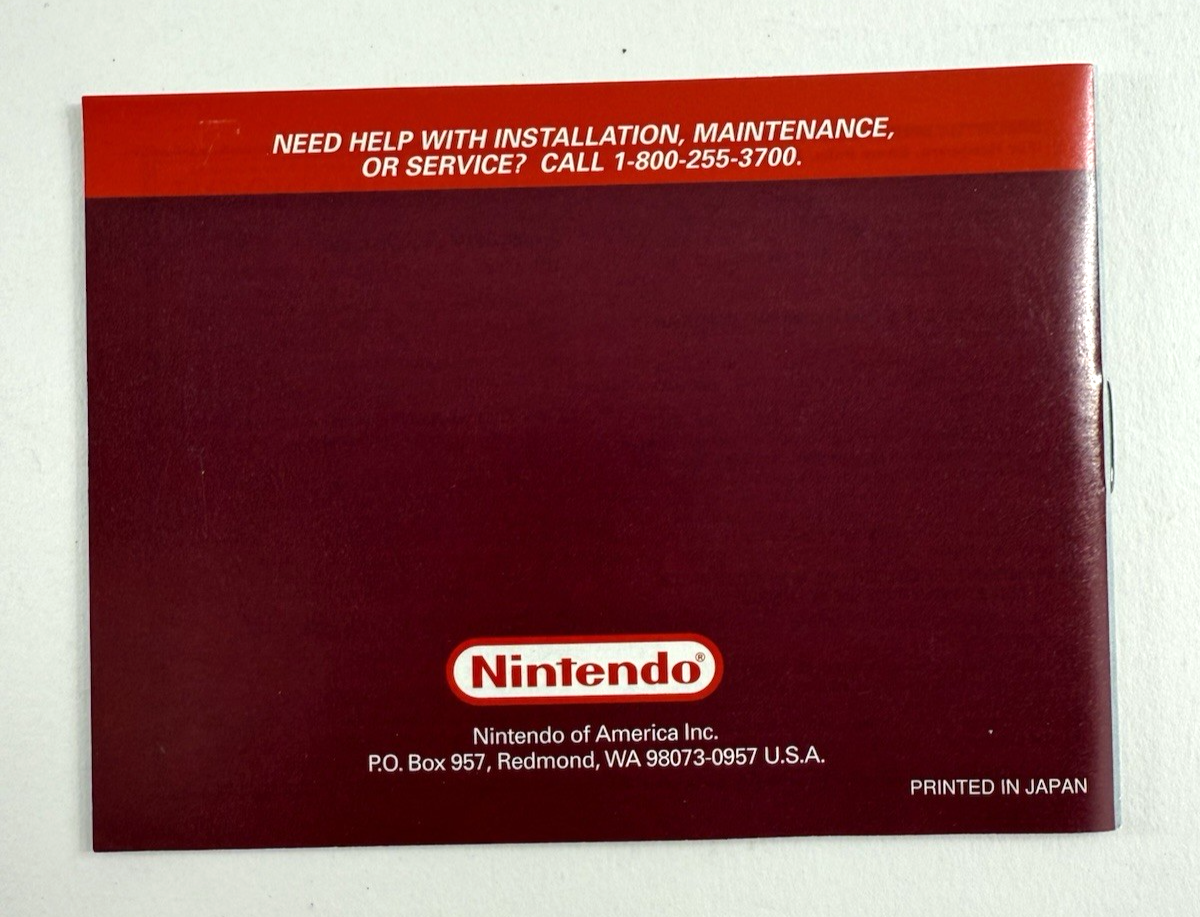 NEED HELP WITH INSTALLATION, MAINTENANCE,
OR SERVICE? CALL 1-800-255-3700.
Nintendo®
Nintendo of America Inc.
P.O. Box 957, Redmond, WA 98073-0957 U.S.A.
PRINTED IN JAPAN